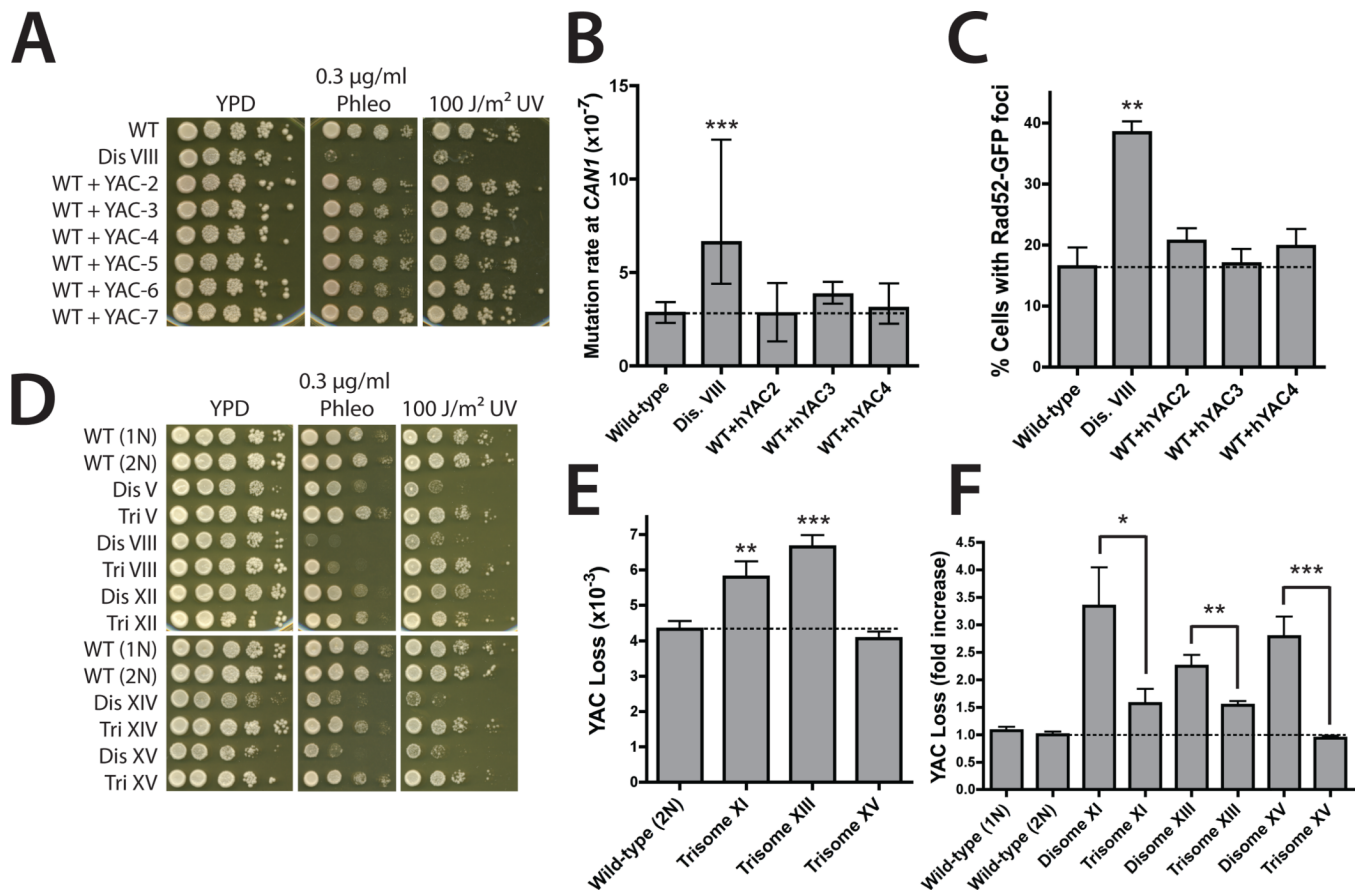 A
0.3 µg/ml
YPD Phleo 100 J/m² UV
WT
Dis VIII
WT + YAC-2
WT + YAC-3
WT + YAC-4
WT + YAC-5
WT + YAC-6
WT + YAC-7
B
Mutation rate at CAN1 (x10⁻⁷)
15
10
5
0
***
Wild-type
Dis. VIII
WT+hYAC2
WT+hYAC3
WT+hYAC4
C
% Cells with Rad52-GFP foci
40
30
20
10
0
**
Wild-type
Dis. VIII
WT+hYAC2
WT+hYAC3
WT+hYAC4
D
0.3 µg/ml
YPD Phleo 100 J/m² UV
WT (1N)
WT (2N)
Dis V
Tri V
Dis VIII
Tri VIII
Dis XII
Tri XII
WT (1N)
WT (2N)
Dis XIV
Tri XIV
Dis XV
Tri XV
E
YAC Loss (x10⁻³)
7
6
5
4
3
2
1
0
**
***
Wild-type (2N)
Trisome XI
Trisome XIII
Trisome XV
F
YAC Loss (fold increase)
4.5
4.0
3.5
3.0
2.5
2.0
1.5
1.0
0.5
0.0
*
**
***
Wild-type (1N)
Wild-type (2N)
Disome XI
Trisome XI
Disome XIII
Trisome XIII
Disome XV
Trisome XV